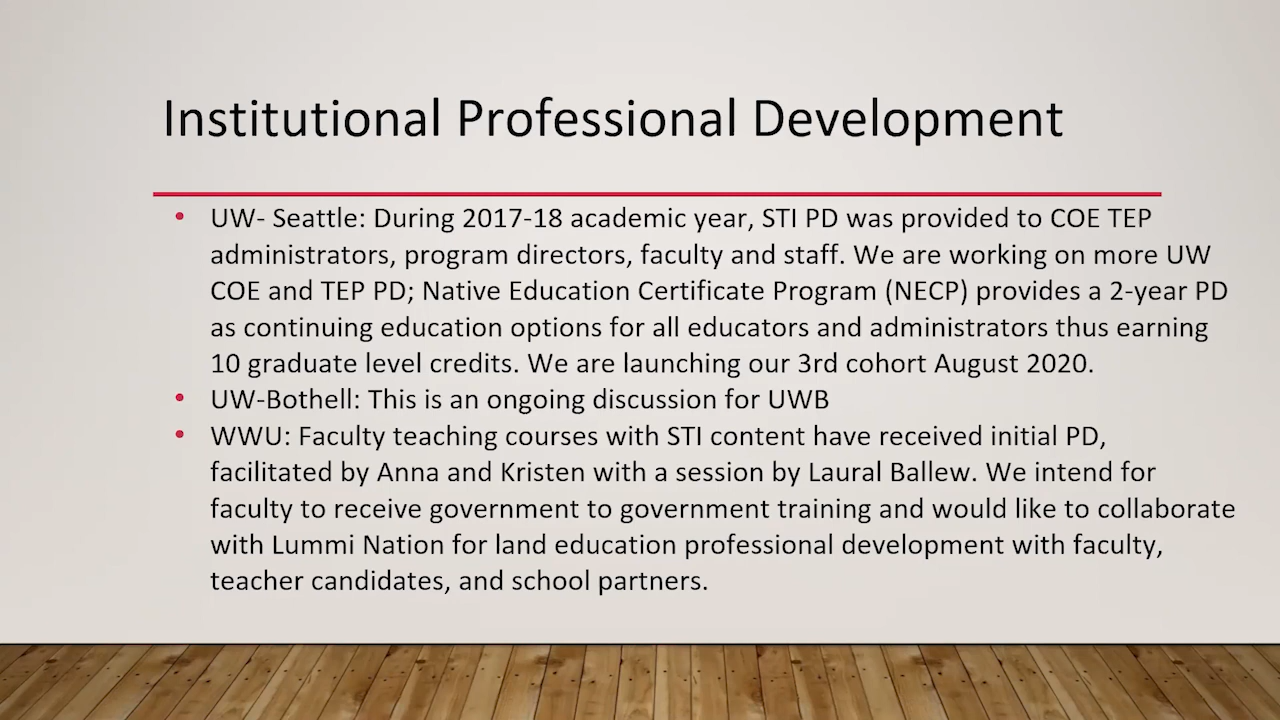 Institutional Professional Development
• UW- Seattle: During 2017-18 academic year, STI PD was provided to COE TEP
administrators, program directors, faculty and staff. We are working on more UW
COE and TEP PD; Native Education Certificate Program (NECP) provides a 2-year PD
as continuing education options for all educators and administrators thus earning
10 graduate level credits. We are launching our 3rd cohort August 2020.
• UW-Bothell: This is an ongoing discussion for UWB
• WWU: Faculty teaching courses with STI content have received initial PD,
facilitated by Anna and Kristen with a session by Laural Ballew. We intend for
faculty to receive government to government training and would like to collaborate
with Lummi Nation for land education professional development with faculty,
teacher candidates, and school partners.